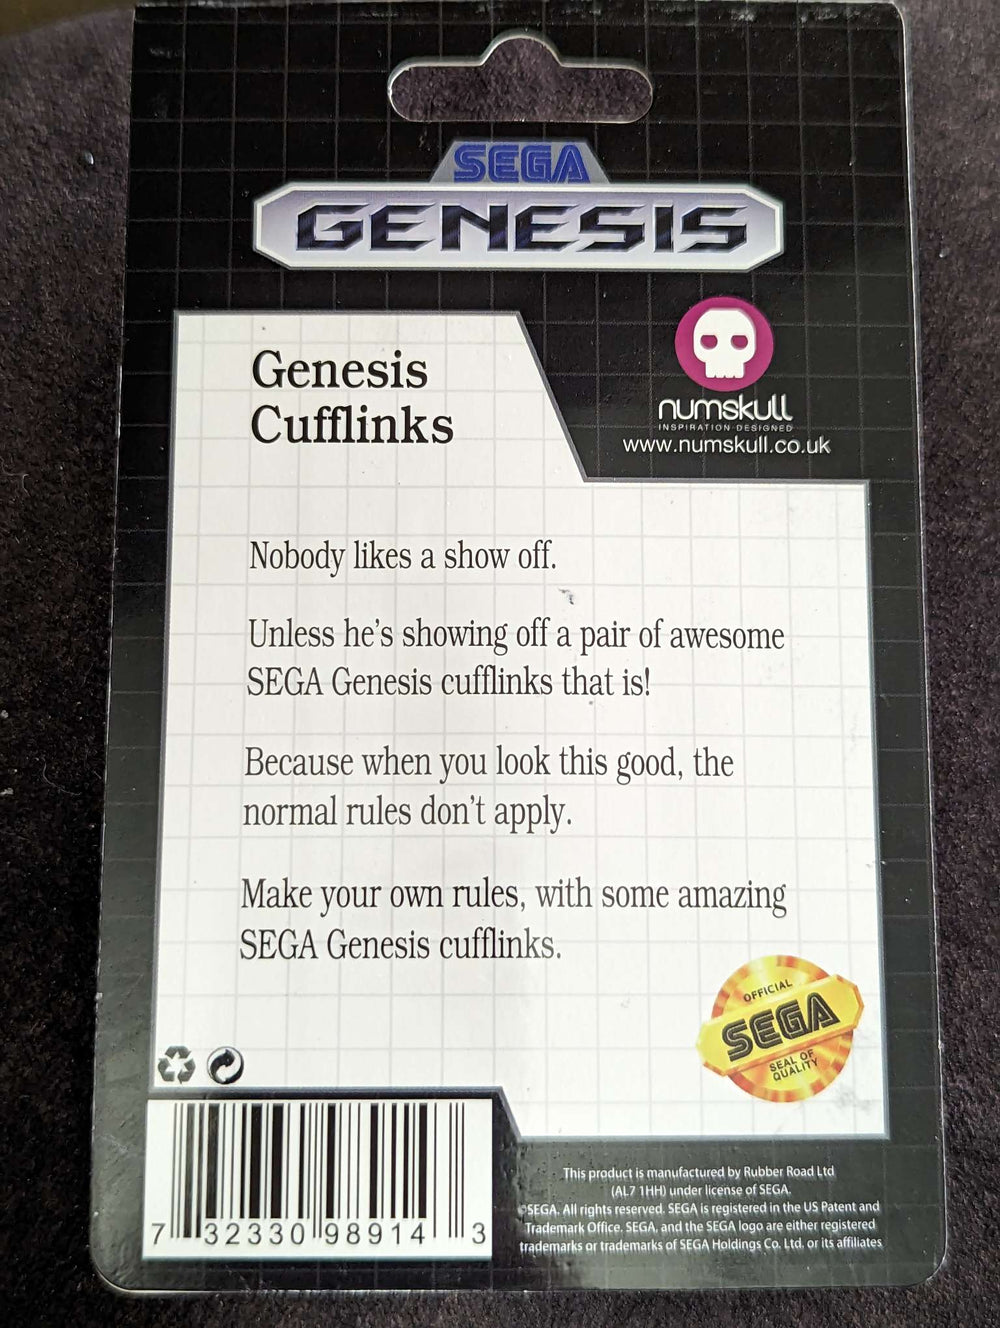 SEGA
GENESIS
Genesis
Cufflinks
numskull
INSPIRATION DESIGNED
www.numskull.co.uk
Nobody likes a show off.
Unless he's showing off a pair of awesome
SEGA Genesis cufflinks that is!
Because when you look this good, the
normal rules don't apply.
Make your own rules, with some amazing
SEGA Genesis cufflinks.
OFFICIAL
SEGA
SEAL OF
QUALITY
7 32330 98914 3
This product is manufactured by Rubber Road Ltd
(AL7 1HH) under license of SEGA.
©SEGA. All rights reserved. SEGA is registered in the US Patent and
Trademark Office. SEGA, and the SEGA logo are either registered
trademarks or trademarks of SEGA Holdings Co. Ltd. or its affiliates